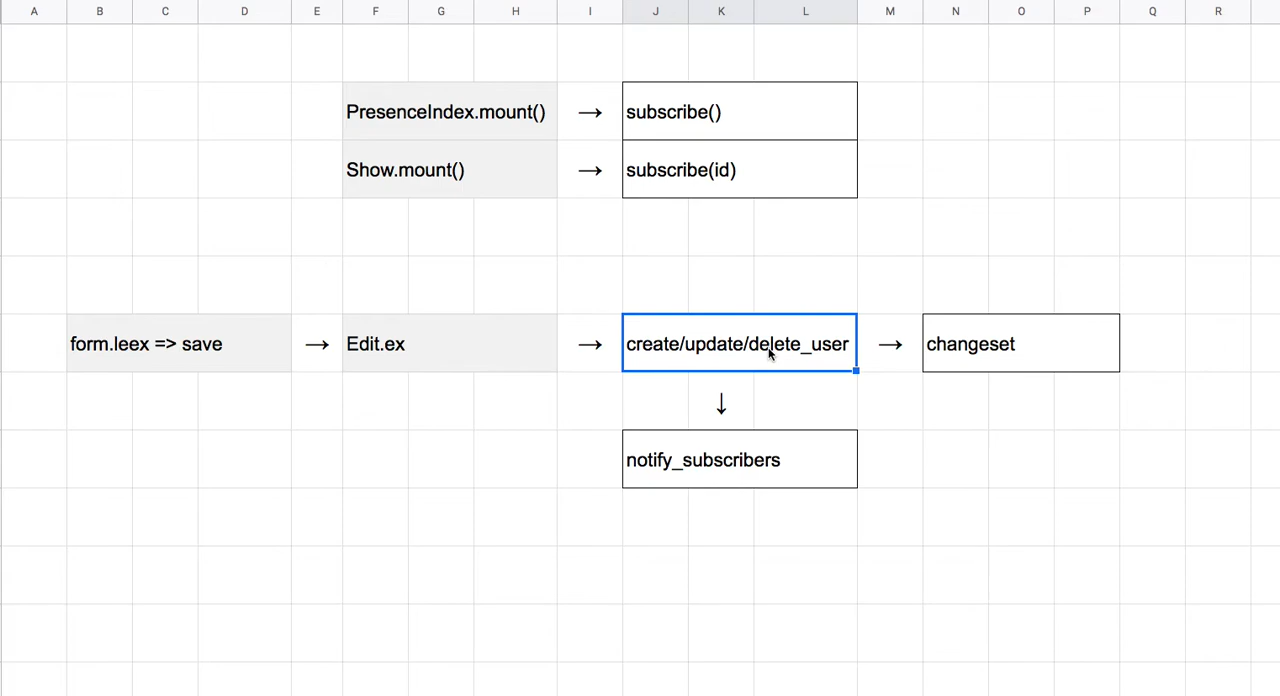 A B C D E F G H I J K L M N O P Q R
PresenceIndex.mount() → subscribe()
Show.mount() → subscribe(id)
form.leex => save → Edit.ex → create/update/delete_user → changeset
↓
notify_subscribers